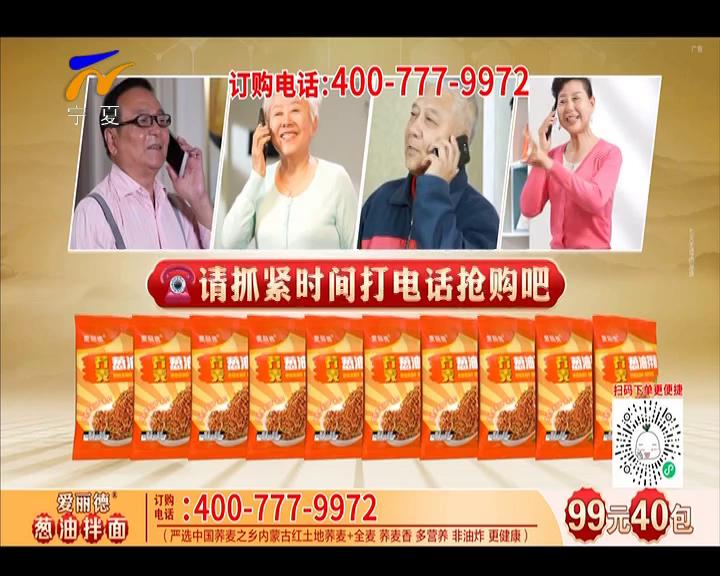 广告
订购电话:400-777-9972
宁夏
请抓紧时间打电话抢购吧
扫码下单更便捷
爱丽德®
葱油拌面
订购电话:400-777-9972
(严选中国荞麦之乡内蒙古红土地荞麦+全麦 荞麦香 多营养 非油炸 更健康)
99元40包